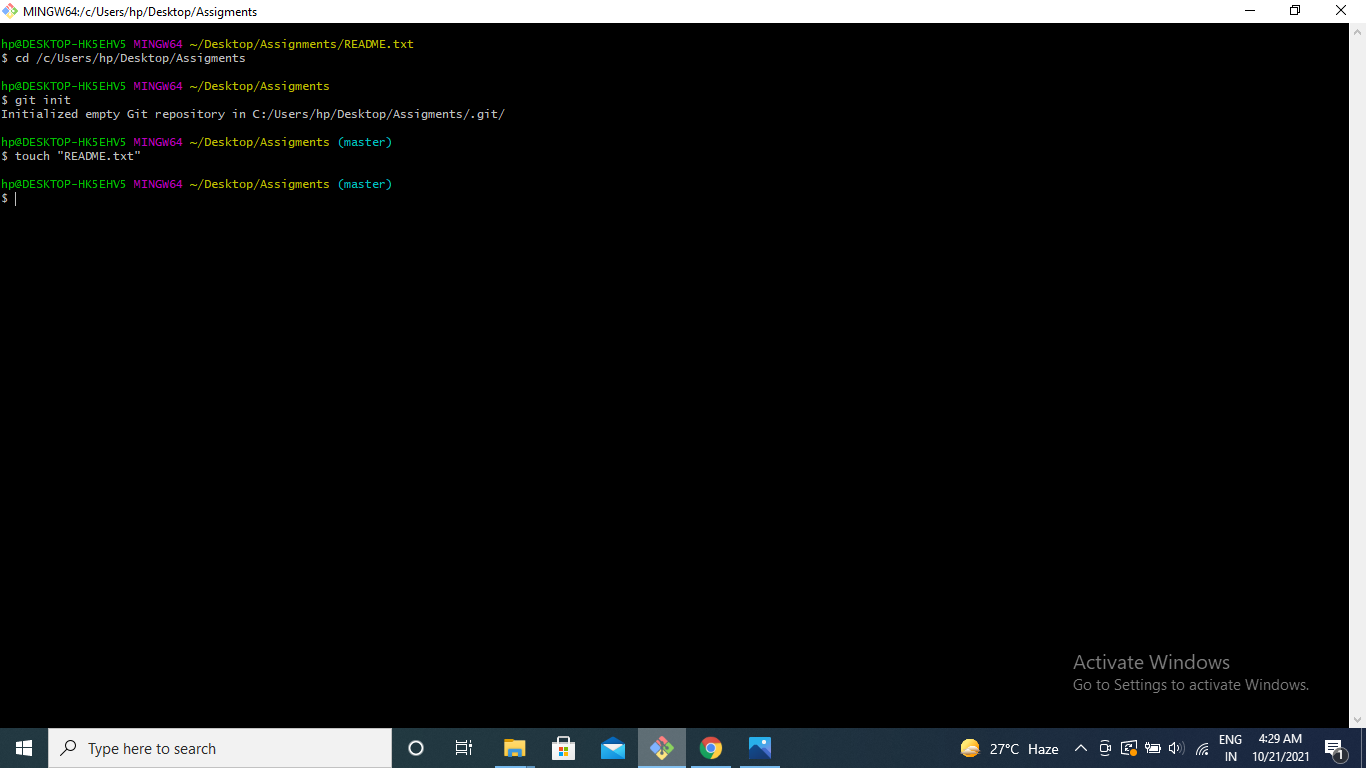 MINGW64:/c/Users/hp/Desktop/Assigments
hp@DESKTOP-HK5EHV5 MINGW64 ~/Desktop/Assignments/README.txt
$ cd /c/Users/hp/Desktop/Assigments
hp@DESKTOP-HK5EHV5 MINGW64 ~/Desktop/Assigments
$ git init
Initialized empty Git repository in C:/Users/hp/Desktop/Assigments/.git/
hp@DESKTOP-HK5EHV5 MINGW64 ~/Desktop/Assigments (master)
$ touch "README.txt"
hp@DESKTOP-HK5EHV5 MINGW64 ~/Desktop/Assigments (master)
$
Activate Windows
Go to Settings to activate Windows.
Type here to search
27°C Haze
ENG
IN
4:29 AM
10/21/2021
1